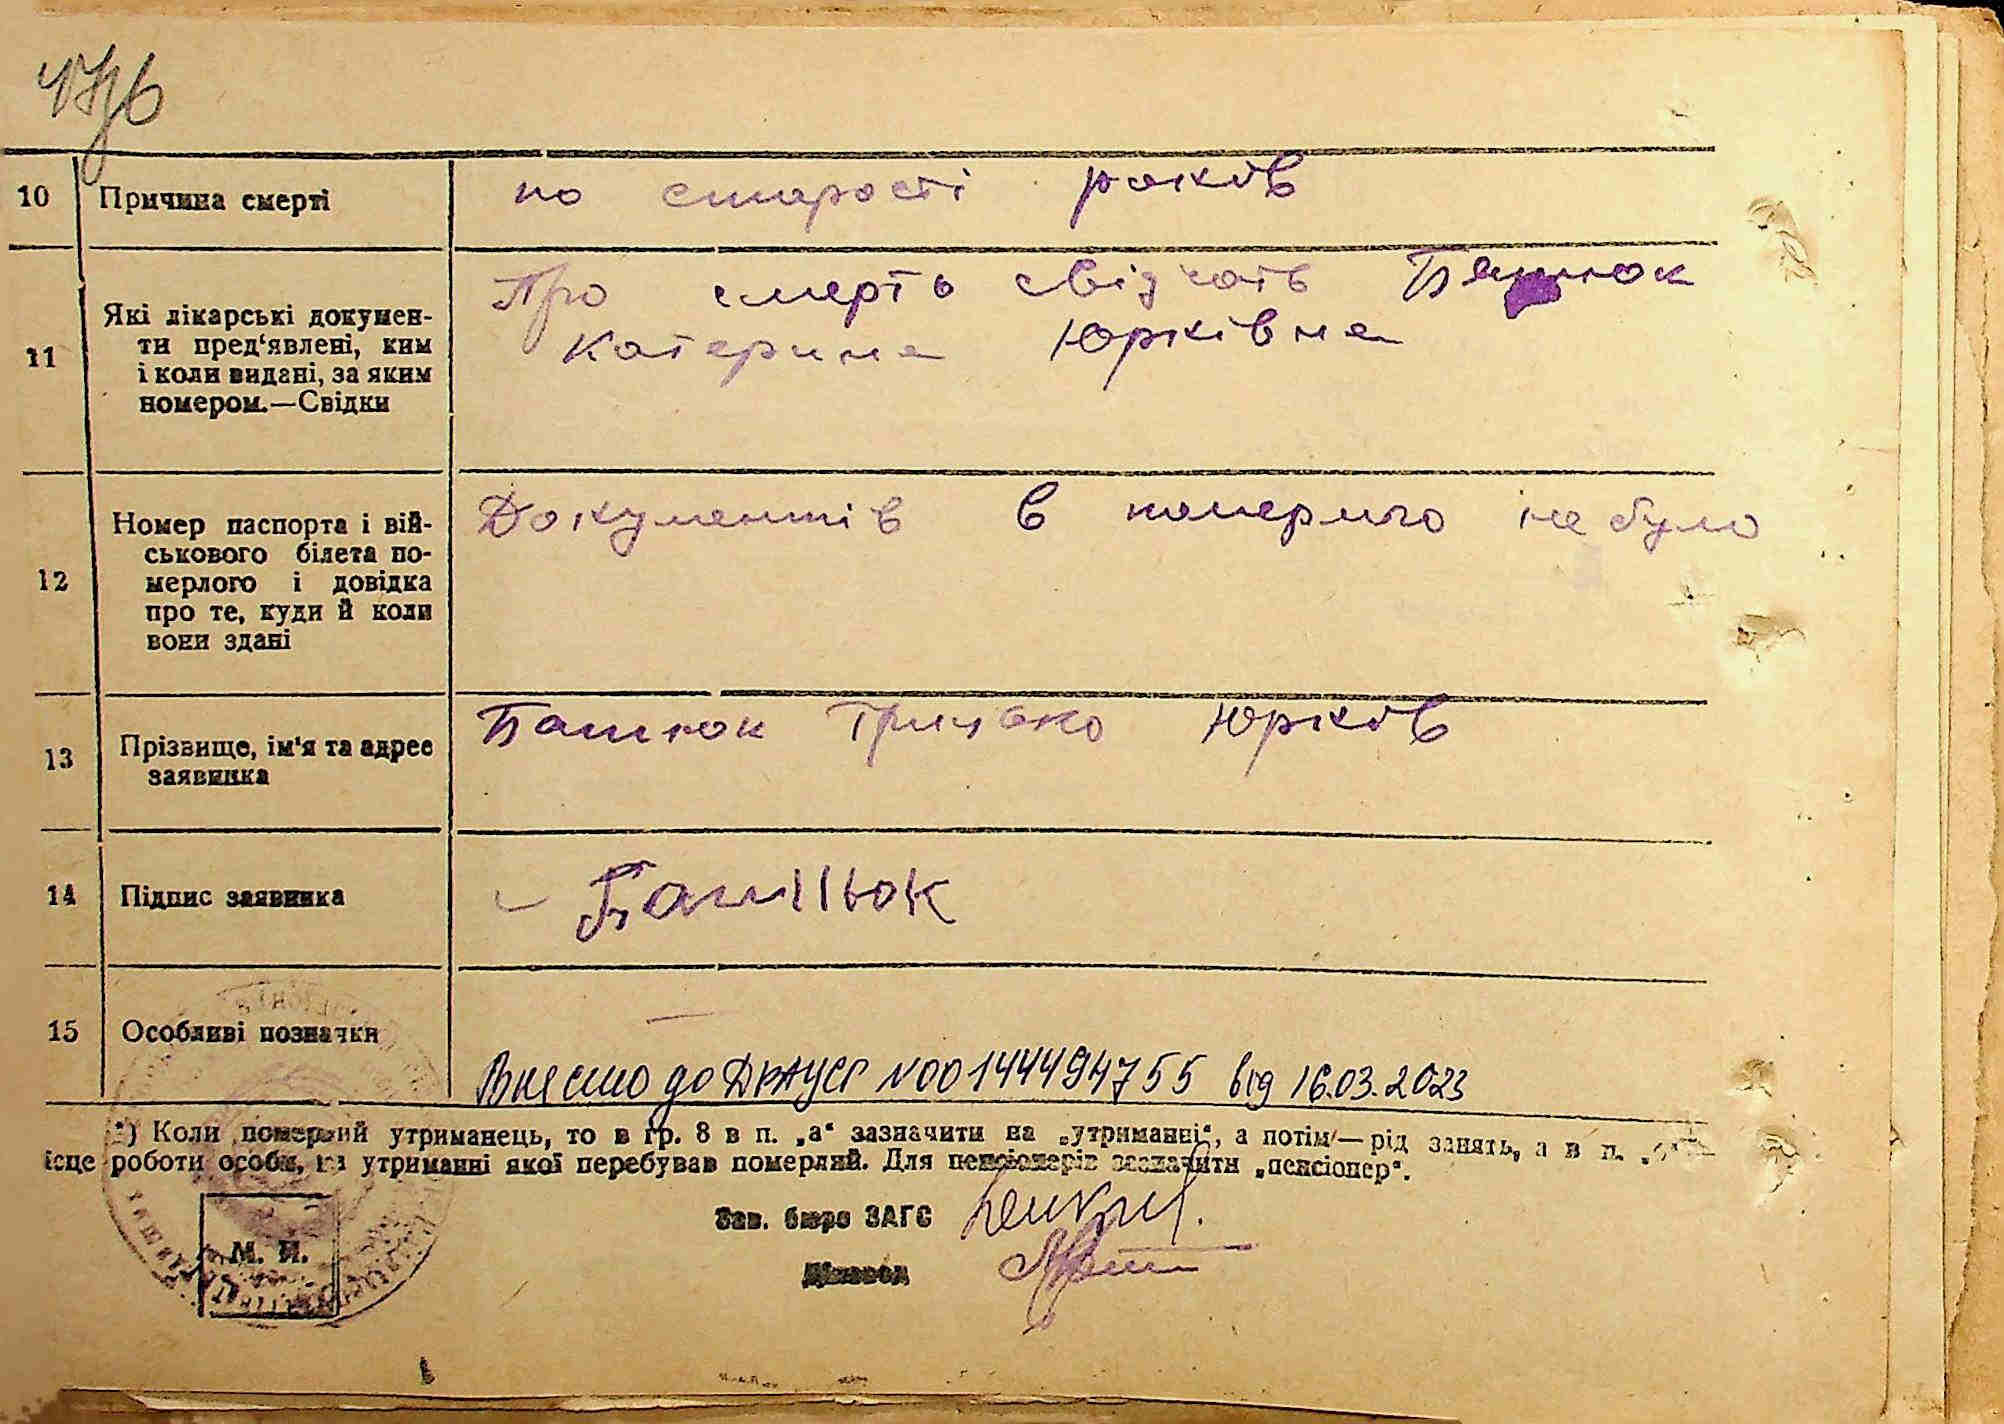 10 Причина смерті по старості років
11 Які лікарські докумен-
ти пред‘явлені, ким
і коли видані, за яким
номером.—Свідки
Про смерть свідчать
Катерина Юрківна
12 Номер паспорта і вій-
ськового білета по-
мерлого і довідка
про те, куди й коли
вони здані
Документів в померлого не було
13 Прізвище, ім'я та адрес
заявника
Башнюк Грицько Юрків
14 Підпис заявника
Башнюк
15 Особливі позначки
Внесено до ДРАЦСГ №00144494755 від 16.03.2023
*) Коли померлий утриманець, то в гр. 8 в п. „а“ зазначити на „утриманні“, а потім — рід занять, а в п.
ісце роботи особи, на утриманні якої перебував померлий. Для пенсіонерів зазначити „пенсіонер“.
Зав. бюро ЗАГС
М. П.
Діловод